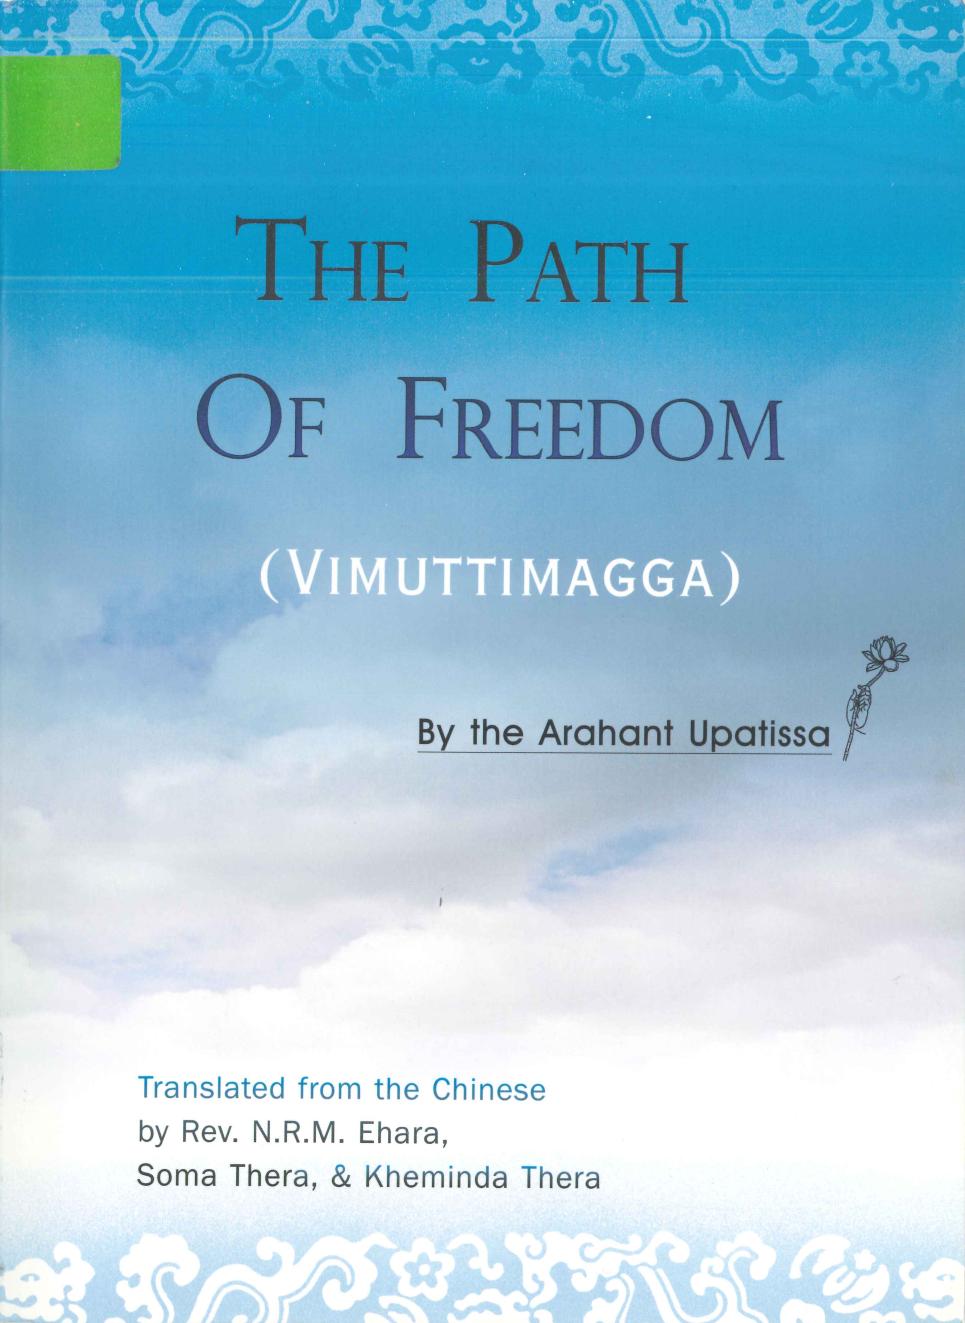 THE PATH
OF FREEDOM
(VIMUTTIMAGGA)
By the Arahant Upatissa
Translated from the Chinese
by Rev. N.R.M. Ehara,
Soma Thera, & Kheminda Thera